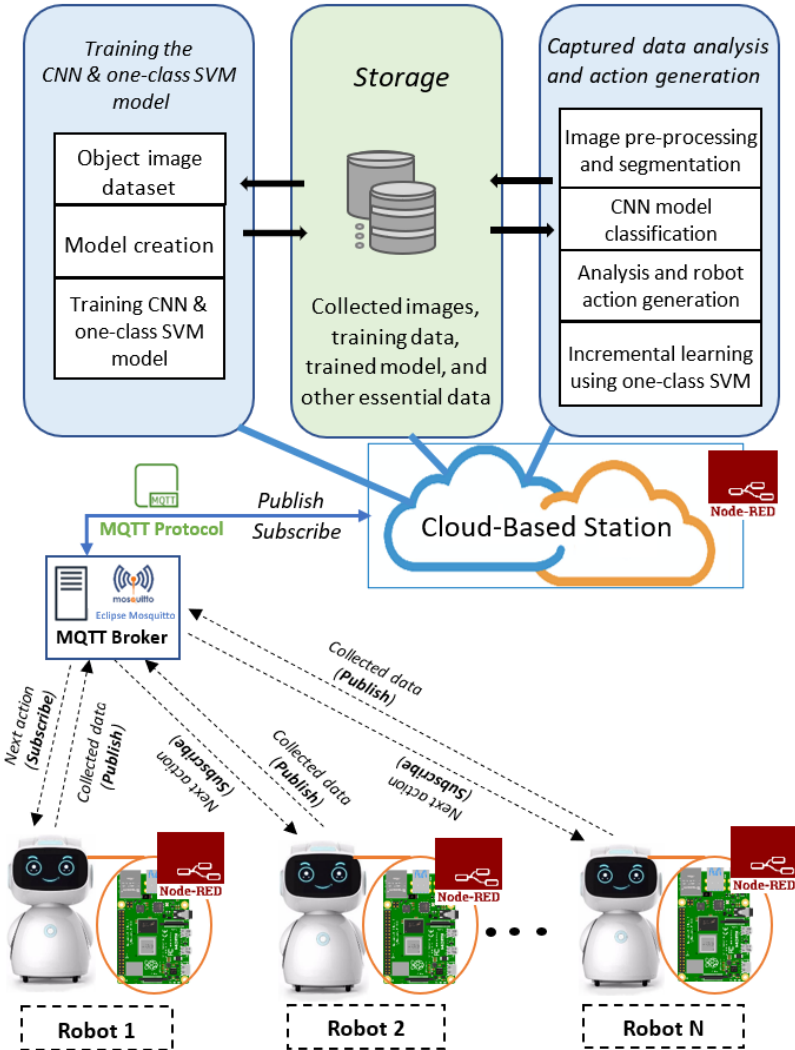 Training the
CNN & one-class SVM
model
Object image
dataset
Model creation
Training CNN &
one-class SVM
model
Storage
Collected images,
training data,
trained model, and
other essential data
Captured data analysis
and action generation
Image pre-processing
and segmentation
CNN model
classification
Analysis and robot
action generation
Incremental learning
using one-class SVM
MQTT
MQTT Protocol
Publish
Subscribe
Cloud-Based Station
Node-RED
mosquitto
Eclipse Mosquitto
MQTT Broker
Next action
(Subscribe)
Collected data
(Publish)
Next action
(Subscribe)
Collected data
(Publish)
Collected data
(Publish)
Next action
(Subscribe)
Node-RED
Node-RED
Node-RED
Robot 1
Robot 2
Robot N